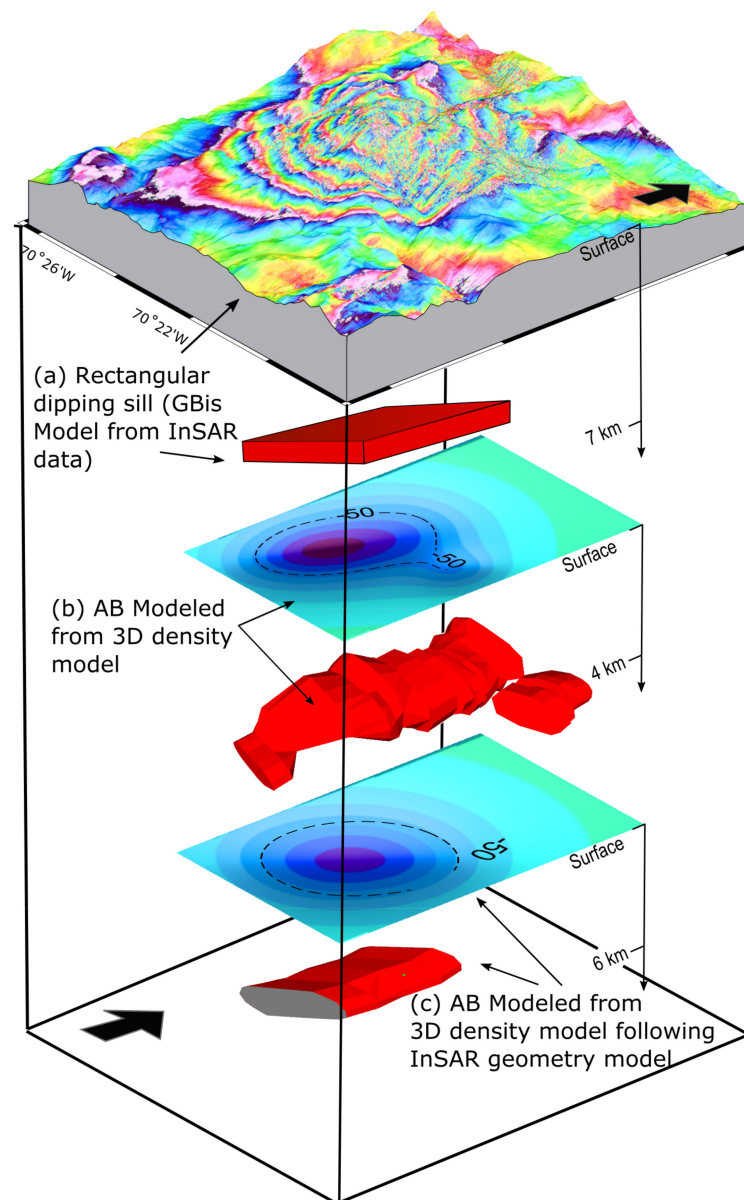 Surface
70°26'W
70°22'W
(a) Rectangular
dipping sill (GBis
Model from InSAR
data)
7 km
-50
-50
Surface
(b) AB Modeled
from 3D density
model
4 km
-50
Surface
6 km
(c) AB Modeled from
3D density model following
InSAR geometry model